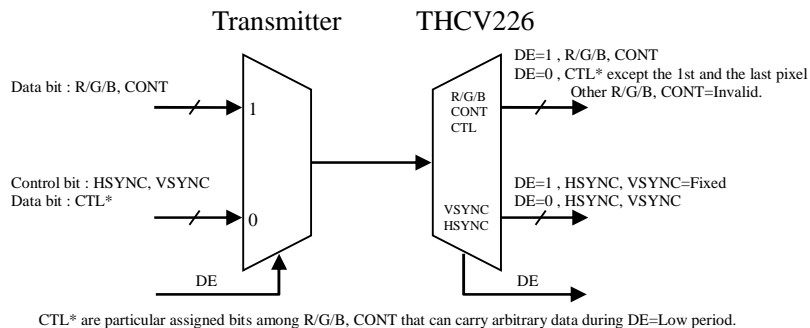 Transmitter
THCV226
Data bit : R/G/B, CONT
1
Control bit : HSYNC, VSYNC
Data bit : CTL*
0
DE
R/G/B
CONT
CTL
VSYNC
HSYNC
DE=1 , R/G/B, CONT
DE=0 , CTL* except the 1st and the last pixel
Other R/G/B, CONT=Invalid.
DE=1 , HSYNC, VSYNC=Fixed
DE=0 , HSYNC, VSYNC
DE
CTL* are particular assigned bits among R/G/B, CONT that can carry arbitrary data during DE=Low period.